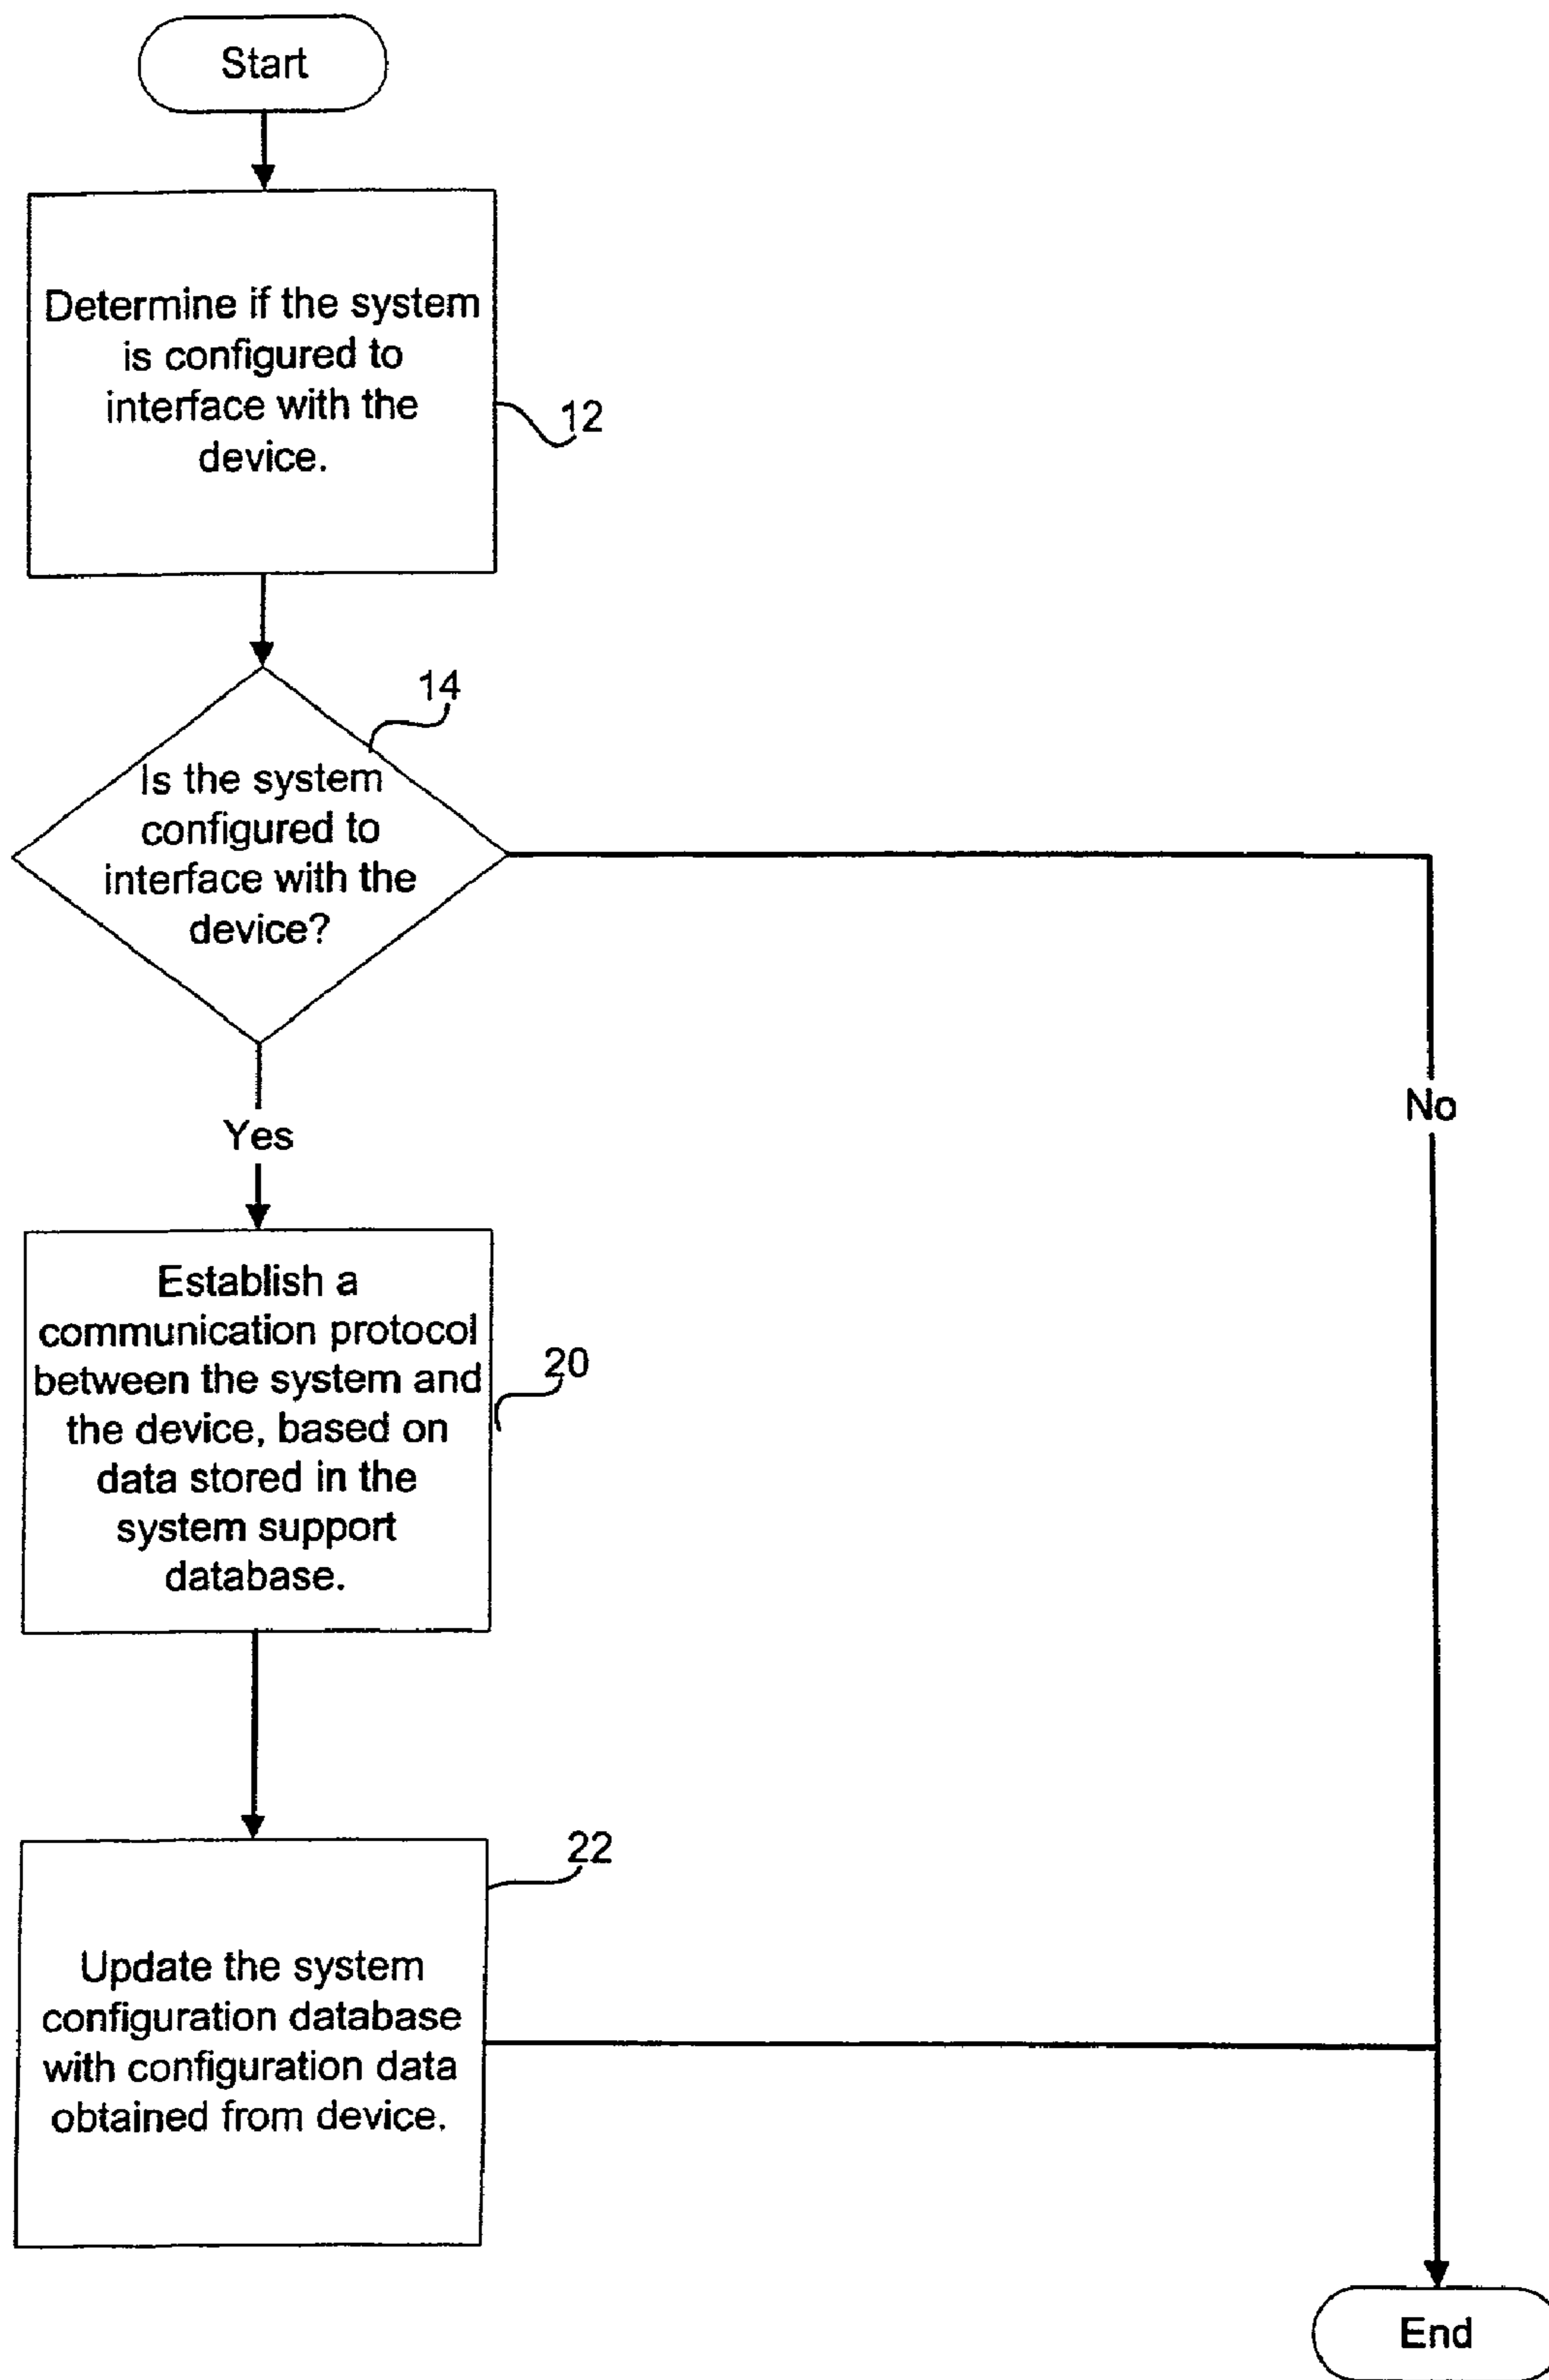 Start
Determine if the system
is configured to
interface with the
device.
12
14
Is the system
configured to
interface with the
device?
No
Yes
Establish a
communication protocol
between the system and
the device, based on
data stored in the
system support
database.
20
22
Update the system
configuration database
with configuration data
obtained from device.
End